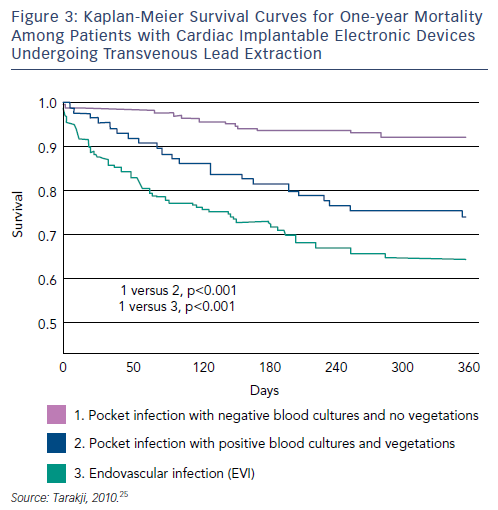 Figure 3: Kaplan-Meier Survival Curves for One-year Mortality
Among Patients with Cardiac Implantable Electronic Devices
Undergoing Transvenous Lead Extraction
1.0
0.9
0.8
0.7
0.6
0.5
Survival
1 versus 2, p<0.001
1 versus 3, p<0.001
0 50 120 180 240 300 360
Days
1. Pocket infection with negative blood cultures and no vegetations
2. Pocket infection with positive blood cultures and vegetations
3. Endovascular infection (EVI)
Source: Tarakji, 2010.25